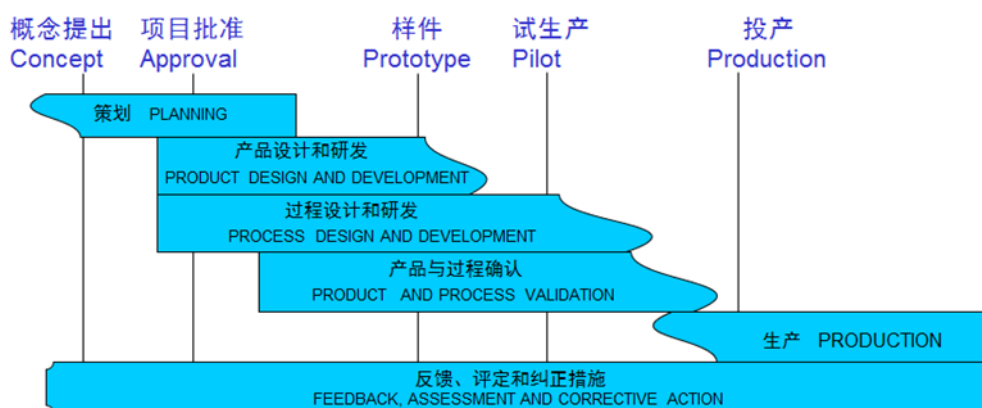 概念提出 项目批准 样件 试生产 投产
Concept Approval Prototype Pilot Production
策划 PLANNING
产品设计和研发
PRODUCT DESIGN AND DEVELOPMENT
过程设计和研发
PROCESS DESIGN AND DEVELOPMENT
产品与过程确认
PRODUCT AND PROCESS VALIDATION
生产 PRODUCTION
反馈、评定和纠正措施
FEEDBACK, ASSESSMENT AND CORRECTIVE ACTION